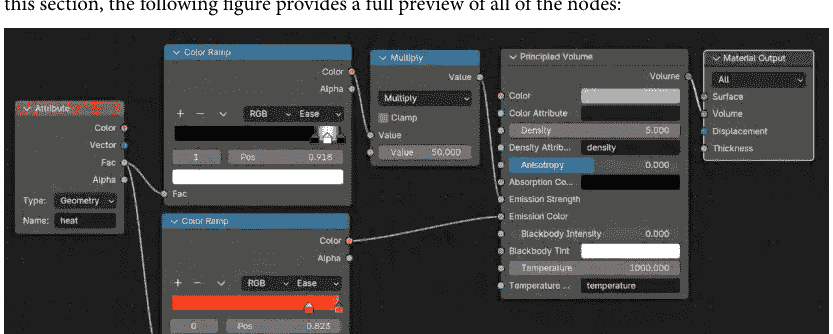 this section, the following figure provides a full preview of all of the nodes:
Attribute
Color
Vector
Fac
Alpha
Type: Geometry
Name: heat
Color Ramp
Color
Alpha
+ − RGB Ease
1 Pos 0.918
Fac
Color Ramp
Color
Alpha
+ − RGB Ease
0 Pos 0.823
Multiply
Value
Multiply
Clamp
Value
Value 50.000
Principled Volume
Volume
Color
Color Attribute
Density 5.000
Density Attrib... density
Anisotropy 0.000
Absorption Co...
Emission Strength
Emission Color
Blackbody Intensity 0.000
Blackbody Tint
Temperature 1000.000
Temperature ... temperature
Material Output
All
Surface
Volume
Displacement
Thickness